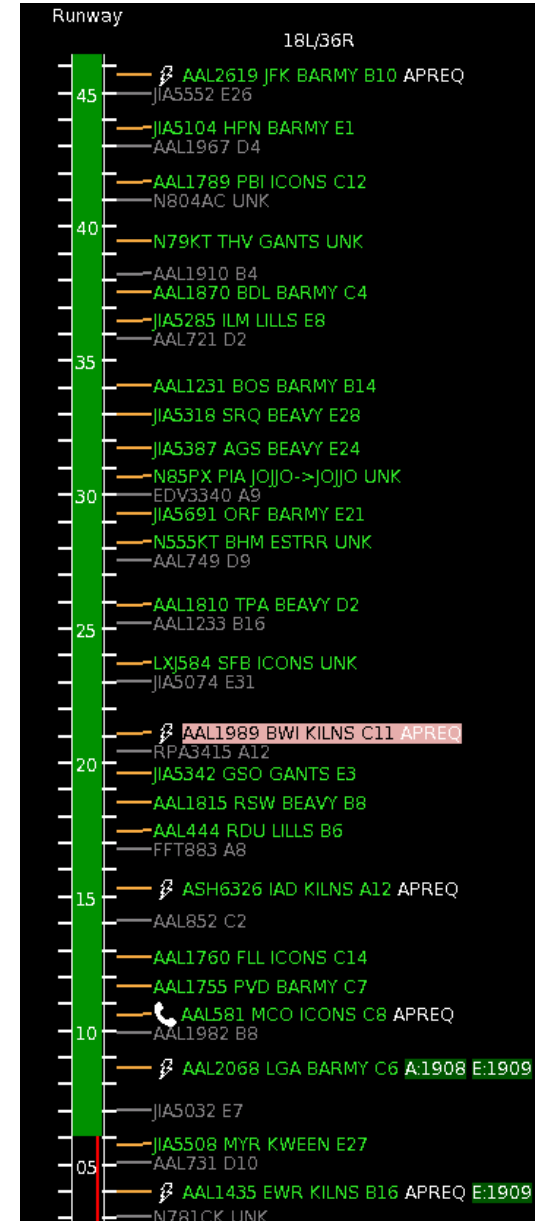 Runway
18L/36R
AAL2619 JFK BARMY B10 APREQ
45 JIA5552 E26
JIA5104 HPN BARMY E1
AAL1967 D4
AAL1789 PBI ICONS C12
N804AC UNK
40
N79KT THV GANTS UNK
AAL1910 B4
AAL1870 BDL BARMY C4
JIA5285 ILM LILLS E8
AAL721 D2
35
AAL1231 BOS BARMY B14
JIA5318 SRQ BEAVY E28
JIA5387 AGS BEAVY E24
N85PX PIA JOJJO->JOJJO UNK
30 EDV3340 A9
JIA5691 ORF BARMY E21
N555KT BHM ESTRR UNK
AAL749 D9
AAL1810 TPA BEAVY D2
25 AAL1233 B16
LXJ584 SFB ICONS UNK
JIA5074 E31
AAL1989 BWI KILNS C11 APREQ
RPA3415 A12
20 JIA5342 GSO GANTS E3
AAL1815 RSW BEAVY B8
AAL444 RDU LILLS B6
FFT883 A8
ASH6326 IAD KILNS A12 APREQ
15
AAL852 C2
AAL1760 FLL ICONS C14
AAL1755 PVD BARMY C7
AAL581 MCO ICONS C8 APREQ
10 AAL1982 B8
AAL2068 LGA BARMY C6 A:1908 E:1909
JIA5032 E7
JIA5508 MYR KWEEN E27
05 AAL731 D10
AAL1435 EWR KILNS B16 APREQ E:1909
N781CK UNK